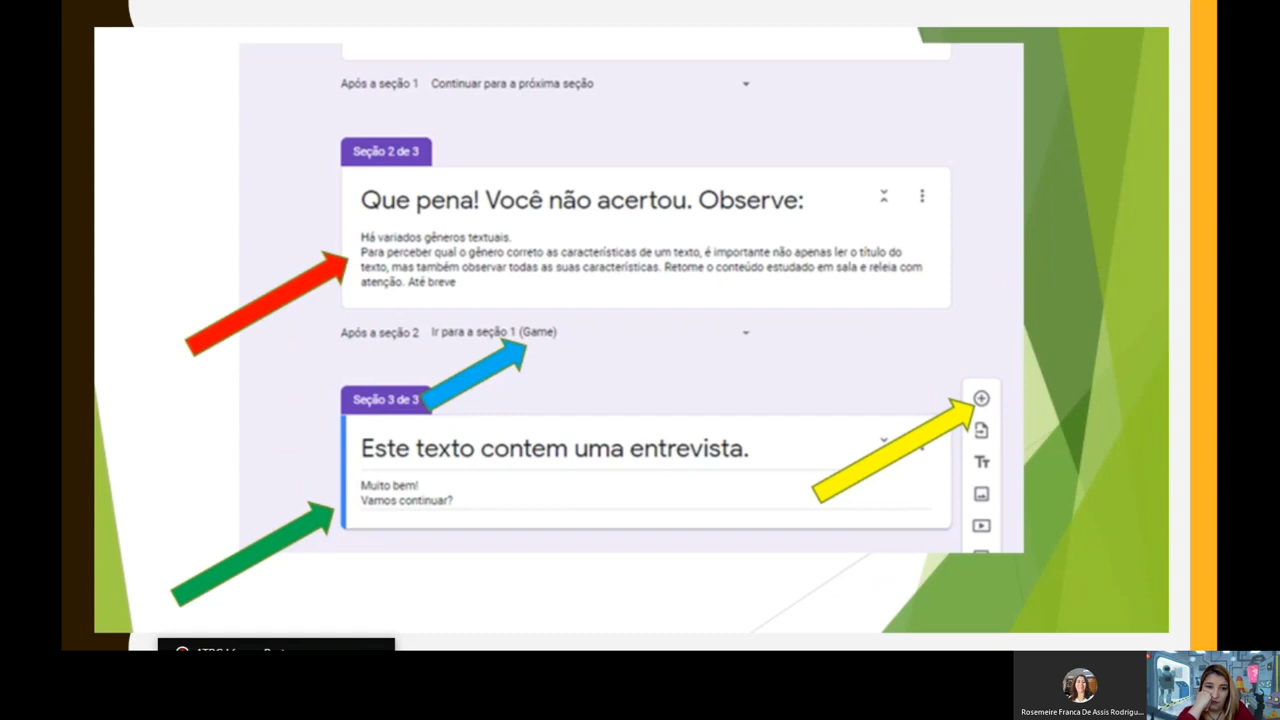 Após a seção 1 Continuar para a próxima seção
Seção 2 de 3
Que pena! Você não acertou. Observe:
Há variados gêneros textuais.
Para perceber qual o gênero correto as características de um texto, é importante não apenas ler o título do
texto, mas também observar todas as suas características. Retome o conteúdo estudado em sala e releia com
atenção. Até breve
Após a seção 2 Ir para a seção 1 (Game)
Seção 3 de 3
Este texto contem uma entrevista.
Muito bem!
Vamos continuar?
Tт
Rosemeire Franca De Assis Rodrigu...